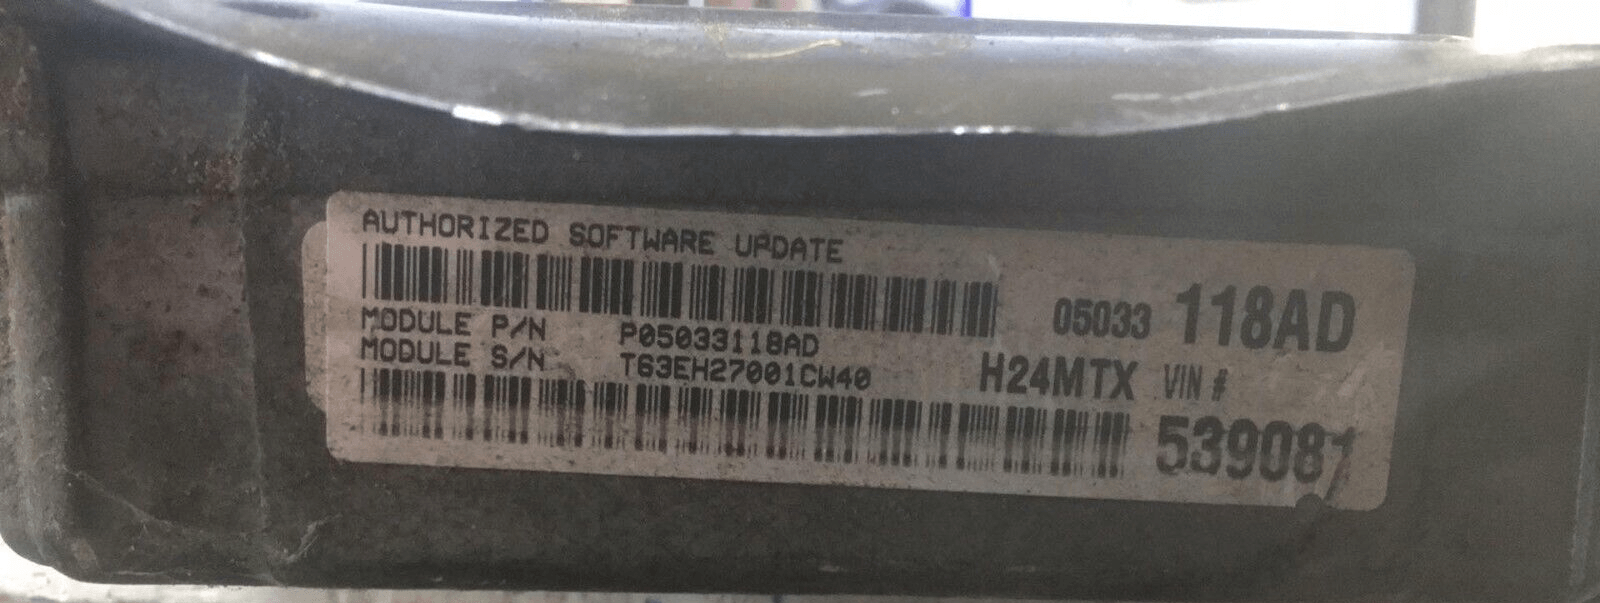 AUTHORIZED SOFTWARE UPDATE
05033 118AD
MODULE P/N P05033118AD
MODULE S/N T63EH27001CW40
H24MTX VIN #
539081